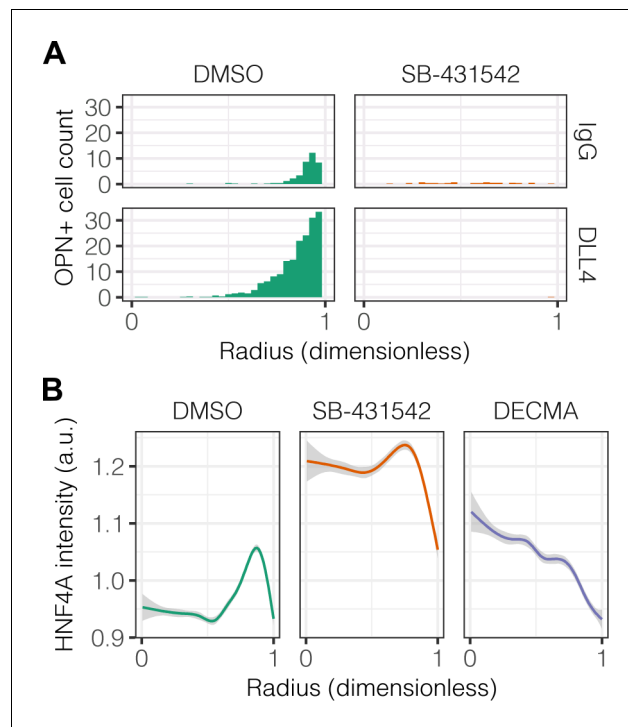 A
DMSO SB-431542
OPN+ cell count
30
20
10
0
IgG
30
20
10
0
DLL4
0 1 0 1
Radius (dimensionless)
B
DMSO SB-431542 DECMA
HNF4A intensity (a.u.)
1.2
1.1
1.0
0.9
0 1 0 1 0 1
Radius (dimensionless)